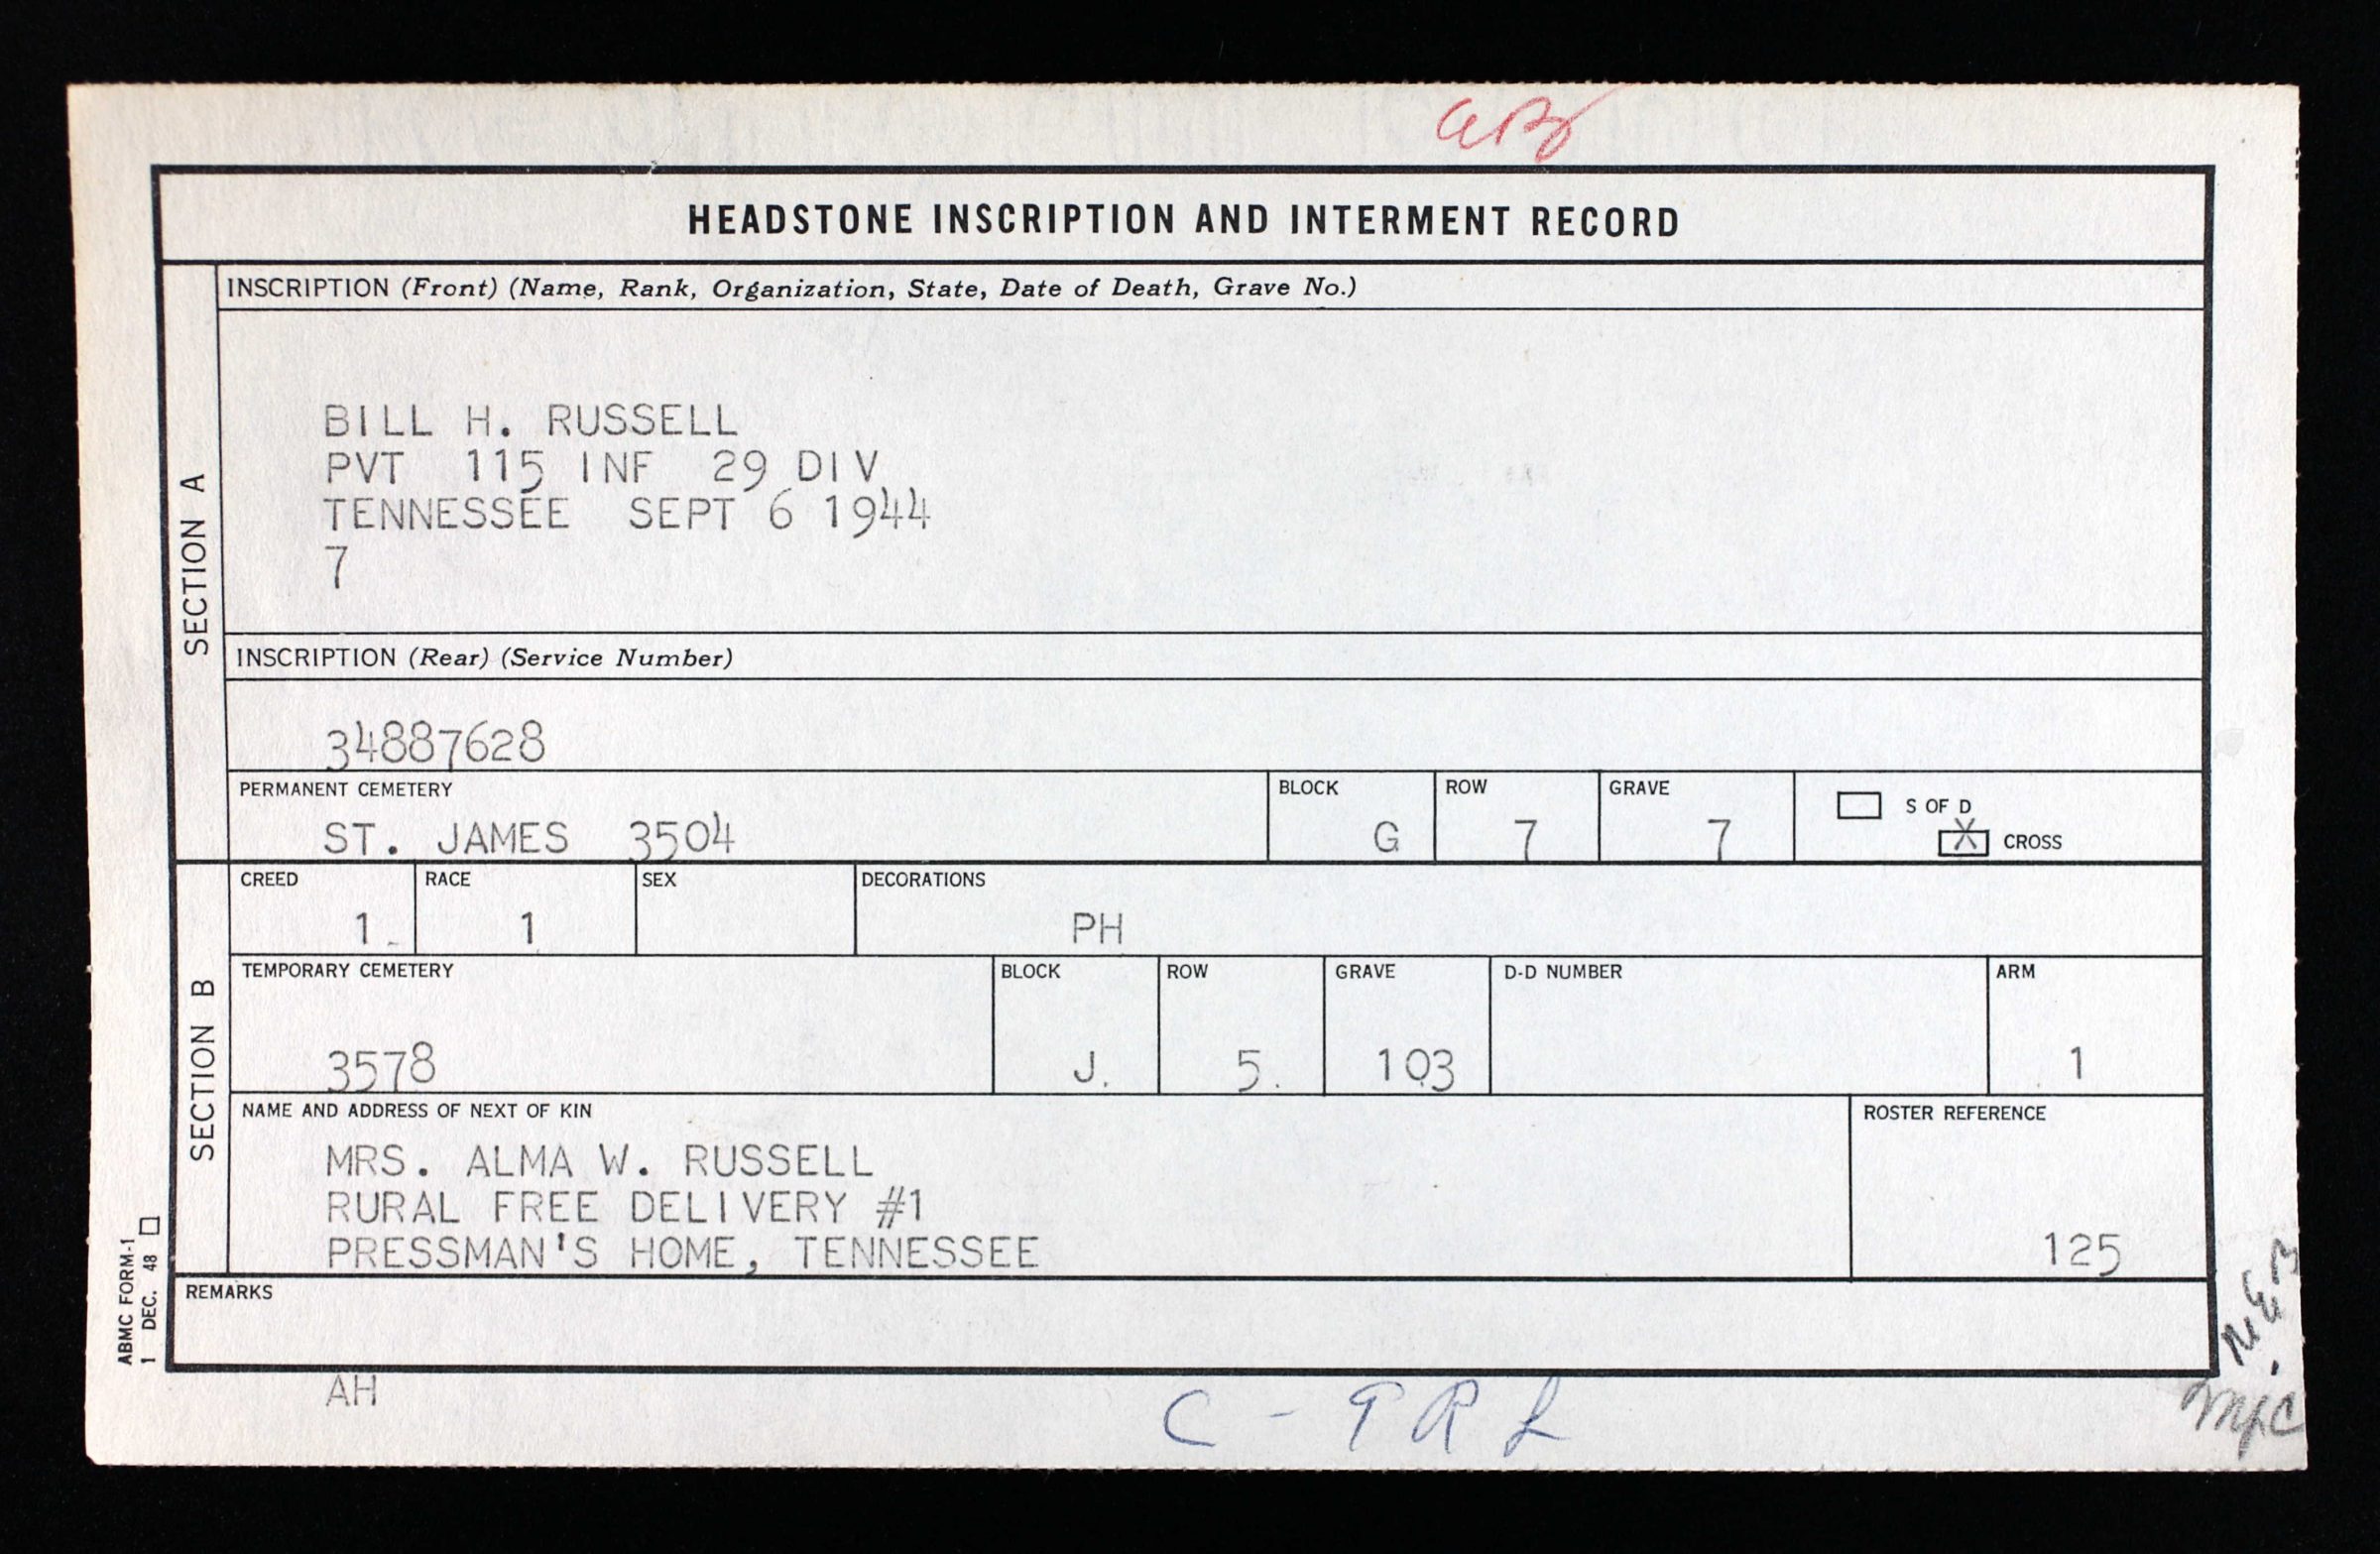 HEADSTONE INSCRIPTION AND INTERMENT RECORD
SECTION A
INSCRIPTION (Front) (Name, Rank, Organization, State, Date of Death, Grave No.)
BILL H. RUSSELL
PVT 115 INF 29 DIV
TENNESSEE SEPT 6 1944
7
INSCRIPTION (Rear) (Service Number)
34887628
PERMANENT CEMETERY BLOCK ROW GRAVE S OF D
ST. JAMES 3504 G 7 7 X CROSS
SECTION B
CREED RACE SEX DECORATIONS
1 1 PH
TEMPORARY CEMETERY BLOCK ROW GRAVE D-D NUMBER ARM
3578 J. 5. 103 1
NAME AND ADDRESS OF NEXT OF KIN ROSTER REFERENCE
MRS. ALMA W. RUSSELL
RURAL FREE DELIVERY #1
PRESSMAN'S HOME, TENNESSEE 125
REMARKS
ABMC FORM-1
1 DEC. 48
AH